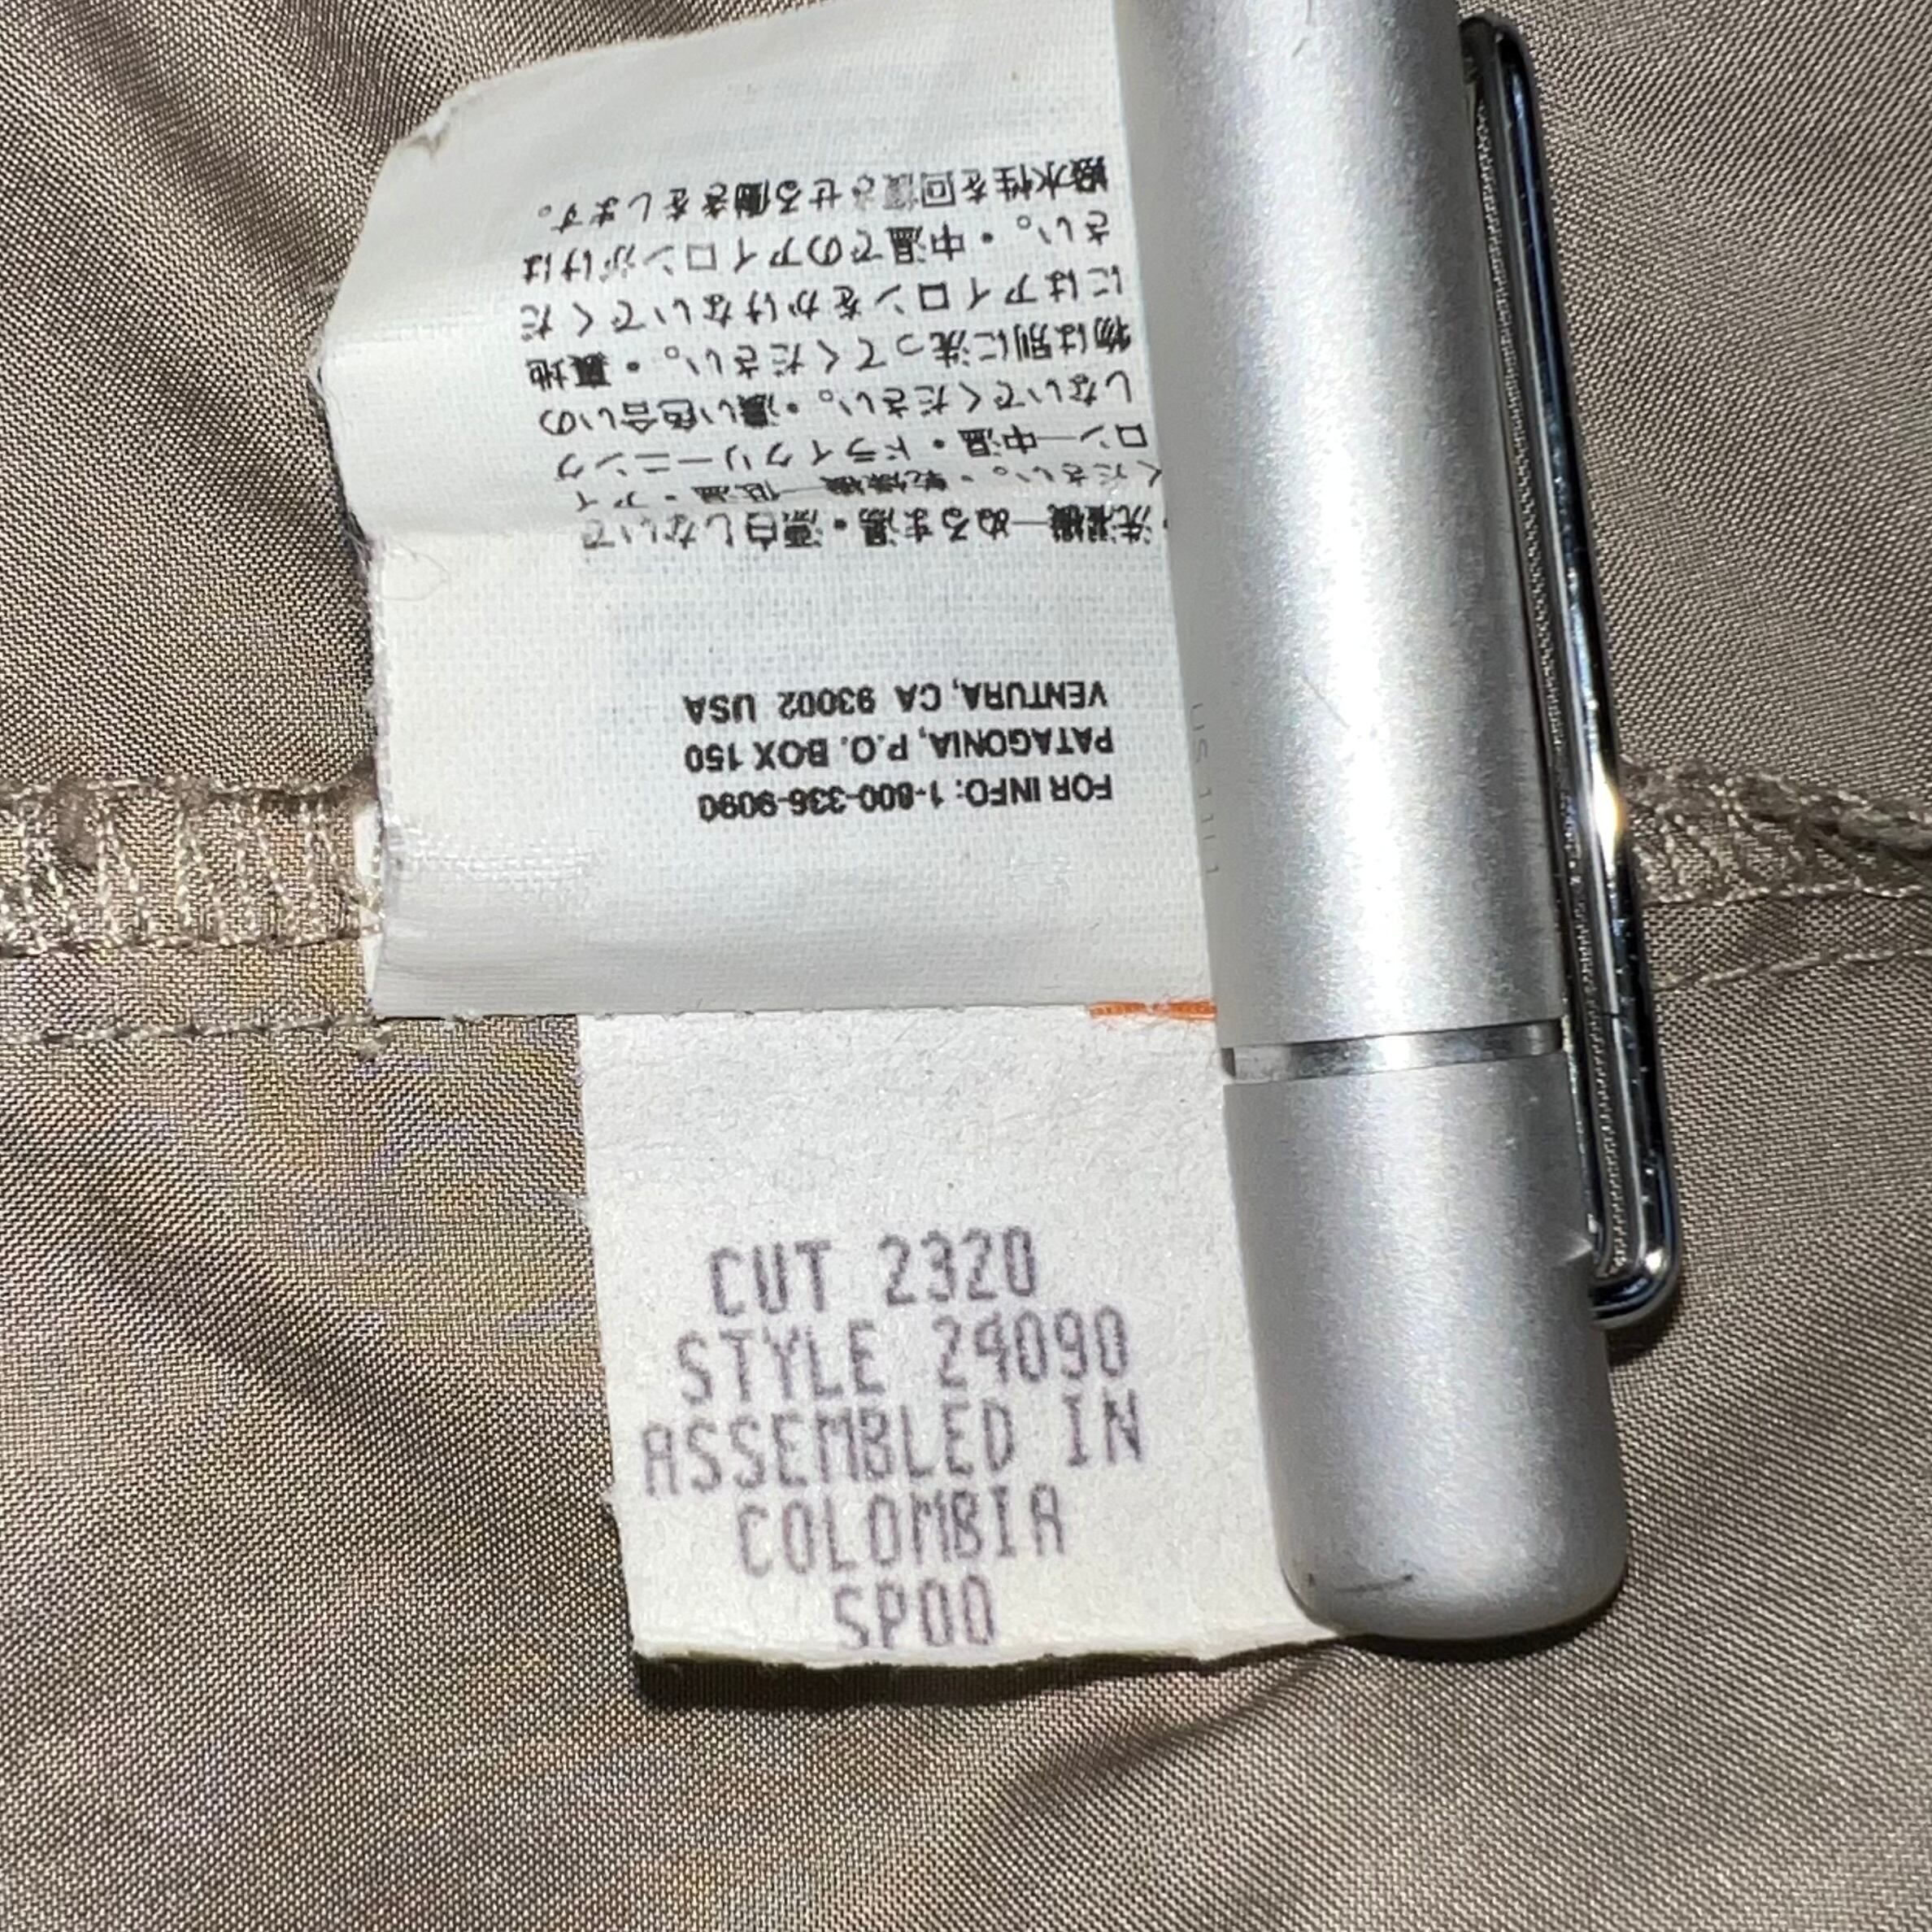 ・洗濯機―ぬるま湯・漂白しないで
ください。・乾燥機―低温・アイ
ロン―中温・ドライクリーニング
しないでください。・濃い色合いの
物は別に洗ってください。・裏地
にはアイロンをかけないでくだ
さい。・中温でのアイロンがけは
撥水性を回復させる働きをします。
FOR INFO: 1-800-336-9090
PATAGONIA, P.O. BOX 150
VENTURA, CA 93002 USA
CUT 2320
STYLE 24090
ASSEMBLED IN
COLOMBIA
SP00